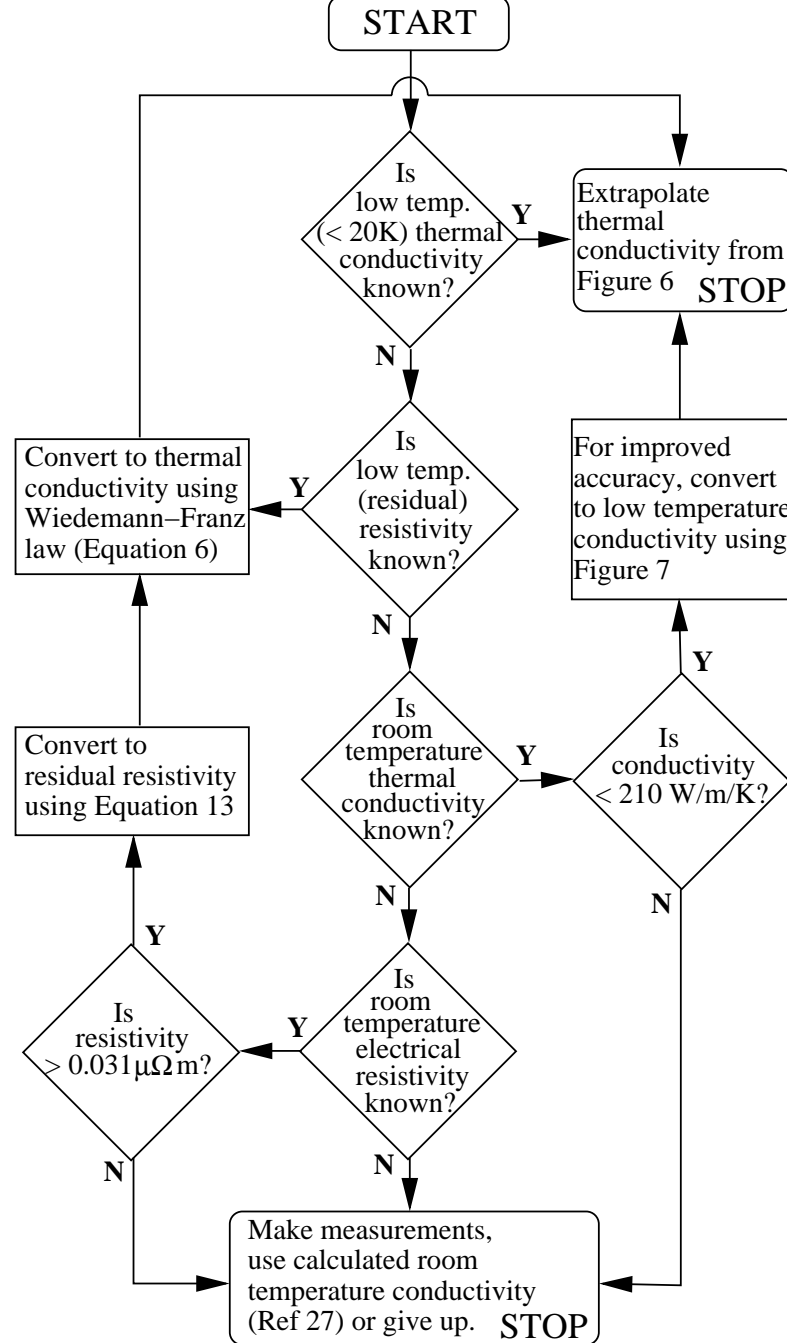 START
Is
low temp.
(< 20K) thermal
conductivity
known?
Y
Extrapolate
thermal
conductivity from
Figure 6 STOP
N
Is
low temp.
(residual)
resistivity
known?
Y
Convert to thermal
conductivity using
Wiedemann–Franz
law (Equation 6)
For improved
accuracy, convert
to low temperature
conductivity using
Figure 7
N
Is
room
temperature
thermal
conductivity
known?
Y
Y
Is
conductivity
< 210 W/m/K?
Convert to
residual resistivity
using Equation 13
N
N
Y
Is
resistivity
> 0.031μΩ m?
Y
Is
room
temperature
electrical
resistivity
known?
N
N
Make measurements,
use calculated room
temperature conductivity
(Ref 27) or give up. STOP